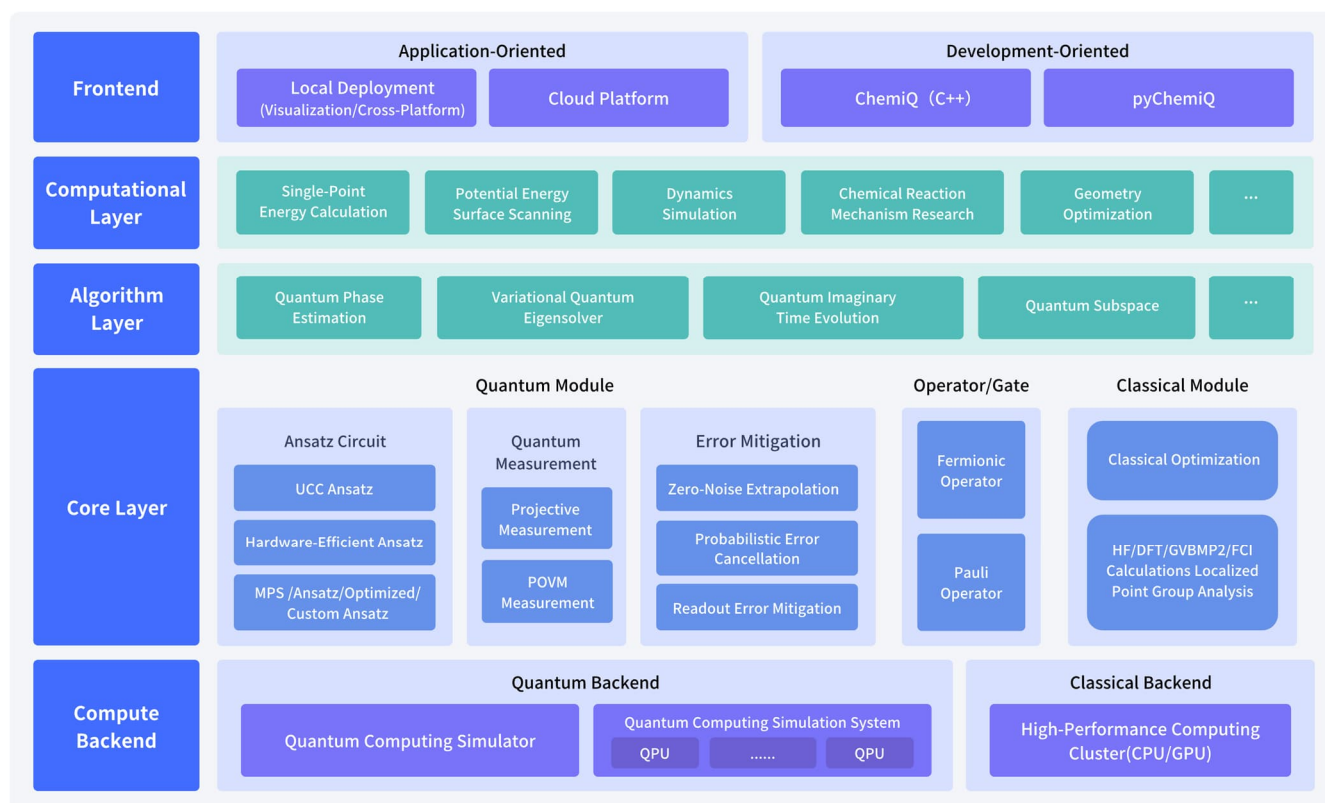 Frontend
Application-Oriented
Local Deployment
(Visualization/Cross-Platform)
Cloud Platform
Development-Oriented
ChemiQ（C++）
pyChemiQ
Computational
Layer
Single-Point
Energy Calculation
Potential Energy
Surface Scanning
Dynamics
Simulation
Chemical Reaction
Mechanism Research
Geometry
Optimization
...
Algorithm
Layer
Quantum Phase
Estimation
Variational Quantum
Eigensolver
Quantum Imaginary
Time Evolution
Quantum Subspace
...
Core Layer
Quantum Module
Ansatz Circuit
UCC Ansatz
Hardware-Efficient Ansatz
MPS /Ansatz/Optimized/
Custom Ansatz
Quantum
Measurement
Projective
Measurement
POVM
Measurement
Error Mitigation
Zero-Noise Extrapolation
Probabilistic Error
Cancellation
Readout Error Mitigation
Operator/Gate
Fermionic
Operator
Pauli
Operator
Classical Module
Classical Optimization
HF/DFT/GVBMP2/FCI
Calculations Localized
Point Group Analysis
Compute
Backend
Quantum Backend
Quantum Computing Simulator
Quantum Computing Simulation System
QPU
......
QPU
Classical Backend
High-Performance Computing
Cluster(CPU/GPU)